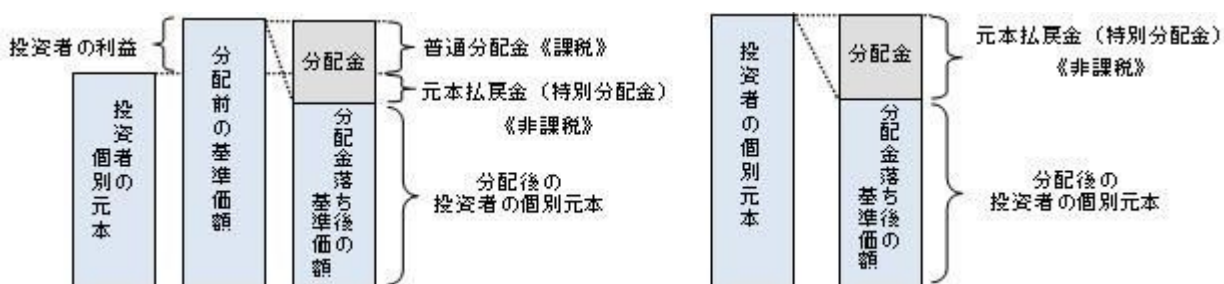 投資者の利益
投資者の
個別元本
分配前の基準価額
分配金
分配金落ち後の
基準価額
普通分配金《課税》
元本払戻金（特別分配金）
《非課税》
分配後の
投資者の個別元本
投資者の個別元本
分配金
分配金落ち後の
基準価額
元本払戻金（特別分配金）
《非課税》
分配後の
投資者の個別元本